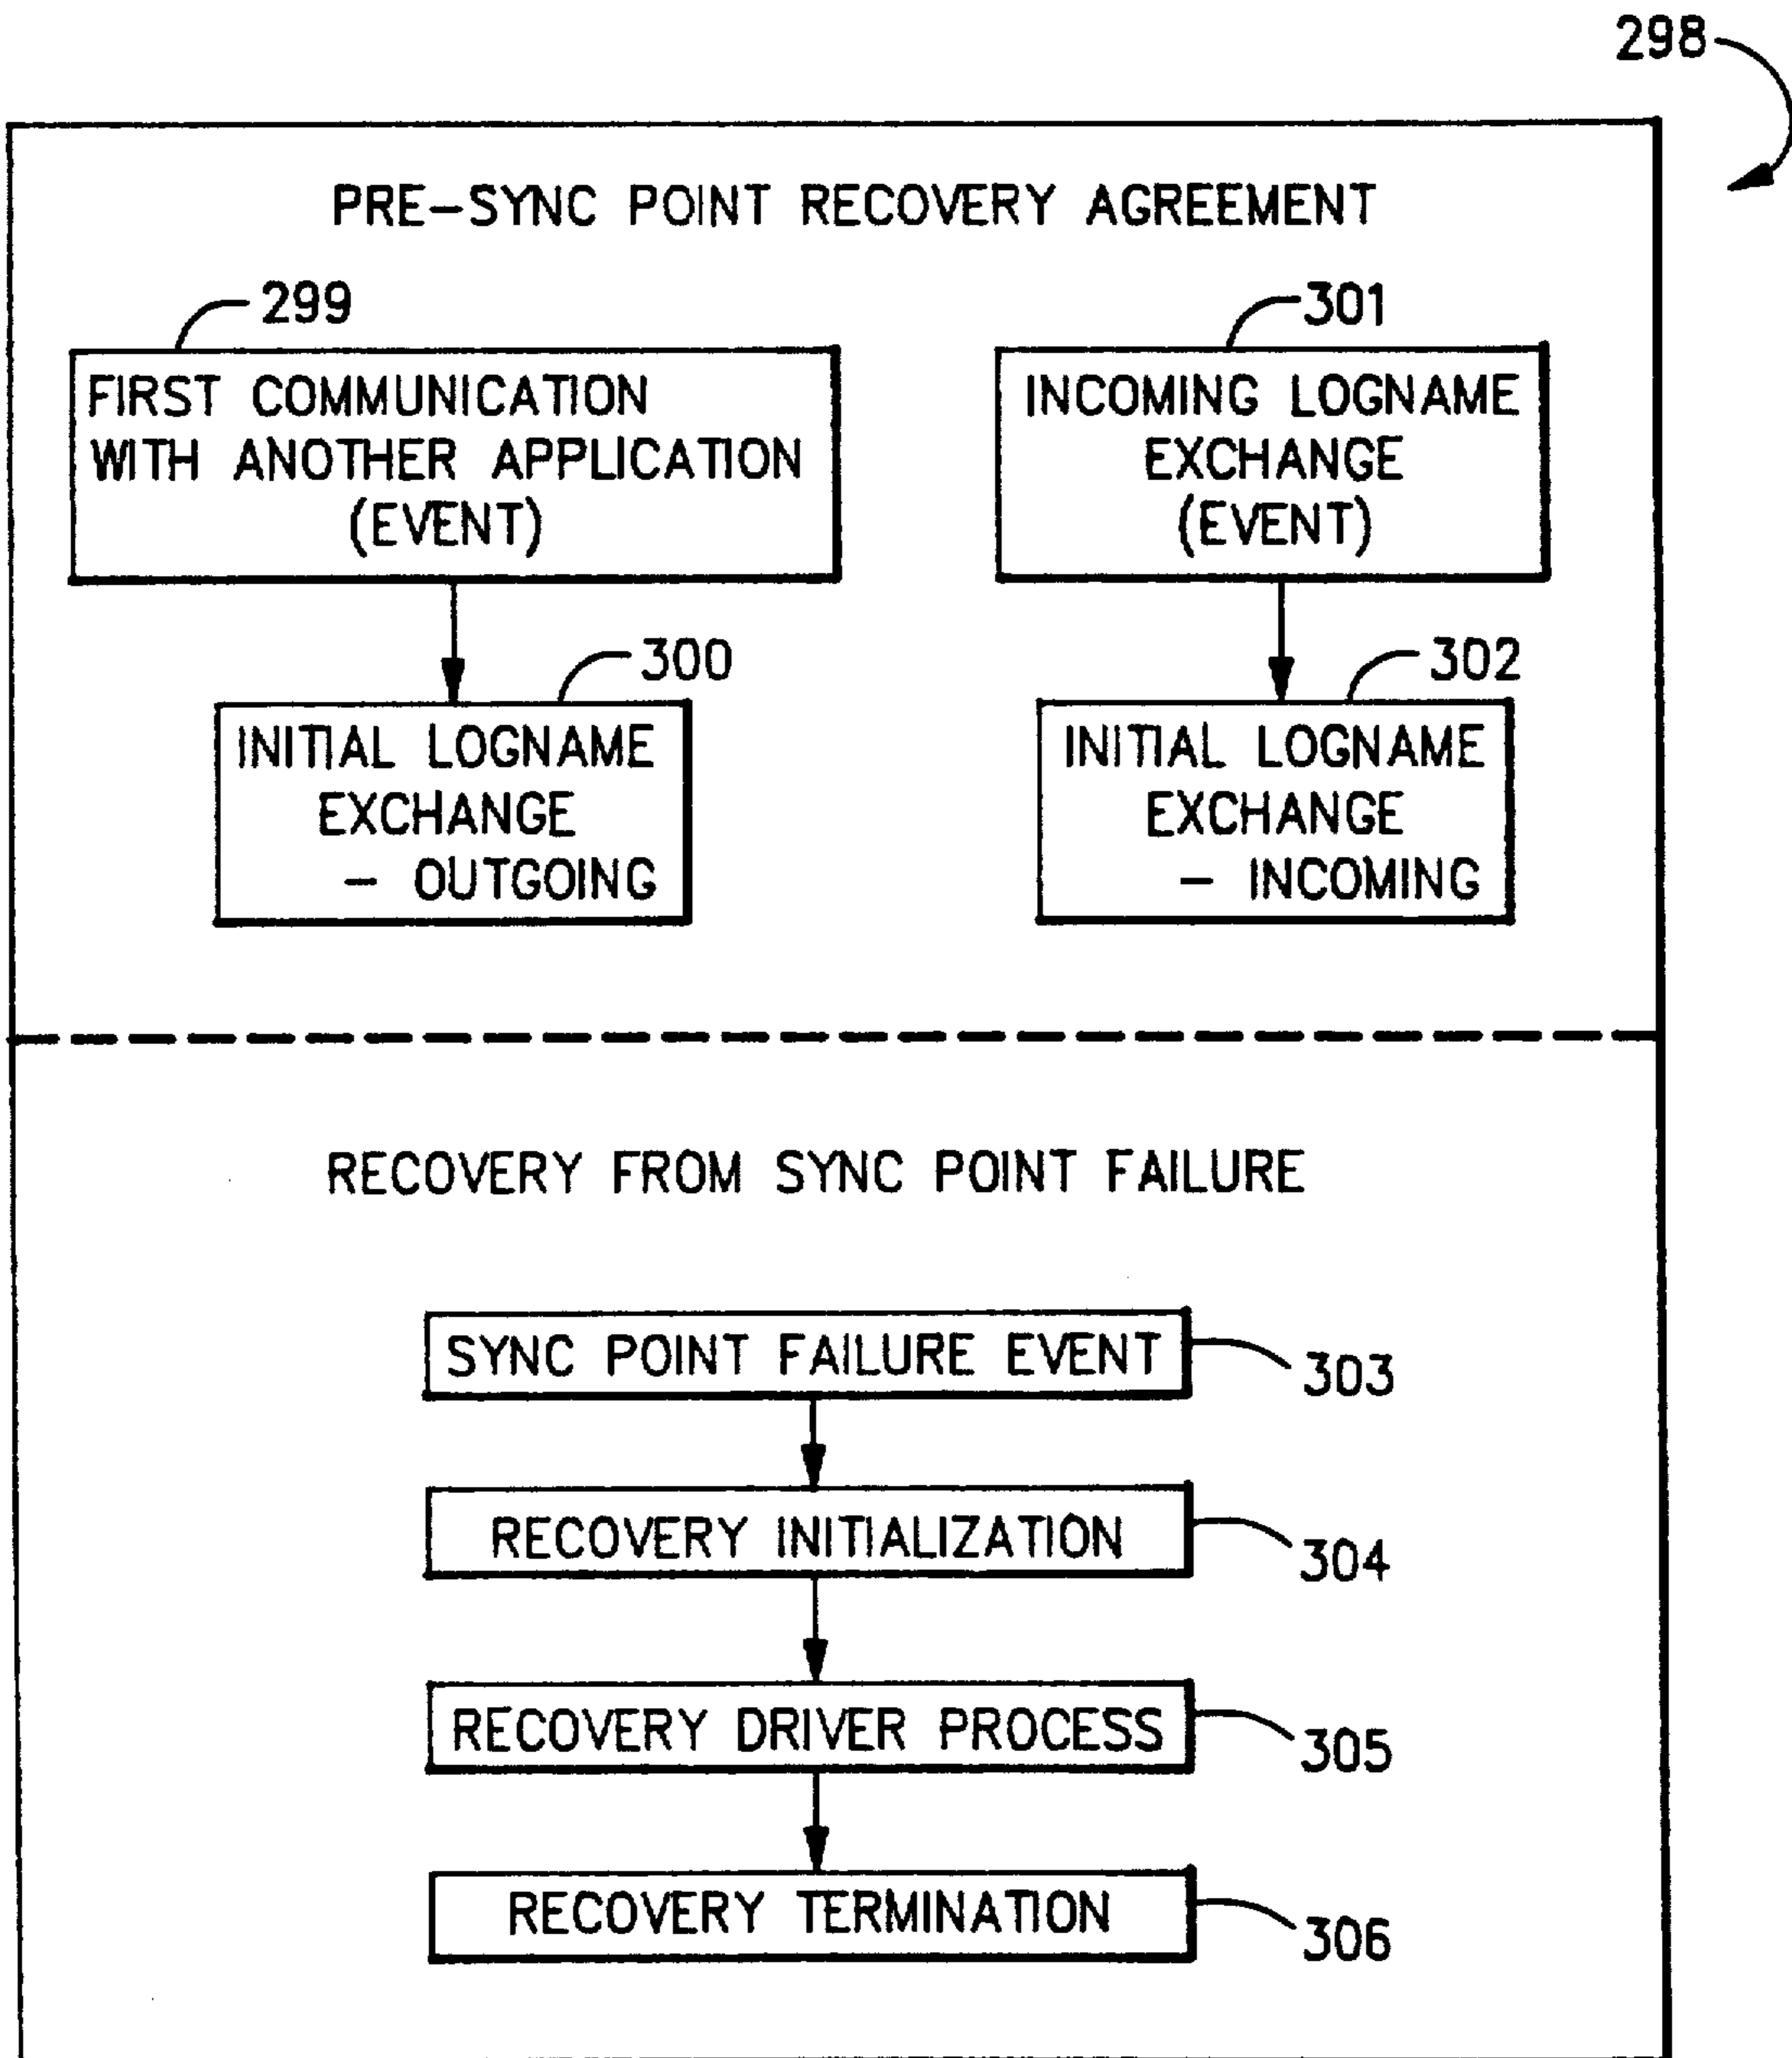 298
PRE-SYNC POINT RECOVERY AGREEMENT
299
FIRST COMMUNICATION
WITH ANOTHER APPLICATION
(EVENT)
301
INCOMING LOGNAME
EXCHANGE
(EVENT)
300
INITIAL LOGNAME
EXCHANGE
- OUTGOING
302
INITIAL LOGNAME
EXCHANGE
- INCOMING
RECOVERY FROM SYNC POINT FAILURE
SYNC POINT FAILURE EVENT
303
RECOVERY INITIALIZATION
304
RECOVERY DRIVER PROCESS
305
RECOVERY TERMINATION
306